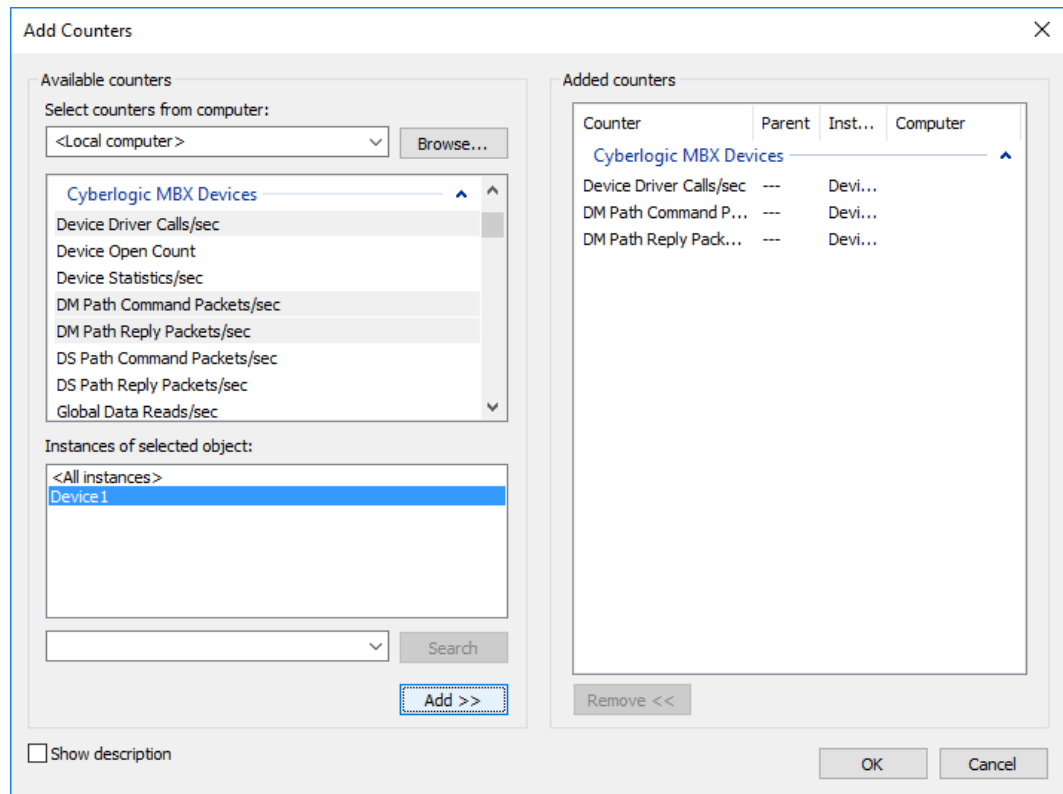 Add Counters
Available counters
Select counters from computer:
<Local computer>
Browse...
Cyberlogic MBX Devices
Device Driver Calls/sec
Device Open Count
Device Statistics/sec
DM Path Command Packets/sec
DM Path Reply Packets/sec
DS Path Command Packets/sec
DS Path Reply Packets/sec
Global Data Reads/sec
Instances of selected object:
<All instances>
Device1
Search
Add >>
Show description
Added counters
Counter Parent Inst... Computer
Cyberlogic MBX Devices
Device Driver Calls/sec --- Devi...
DM Path Command P... --- Devi...
DM Path Reply Pack... --- Devi...
Remove <<
OK Cancel